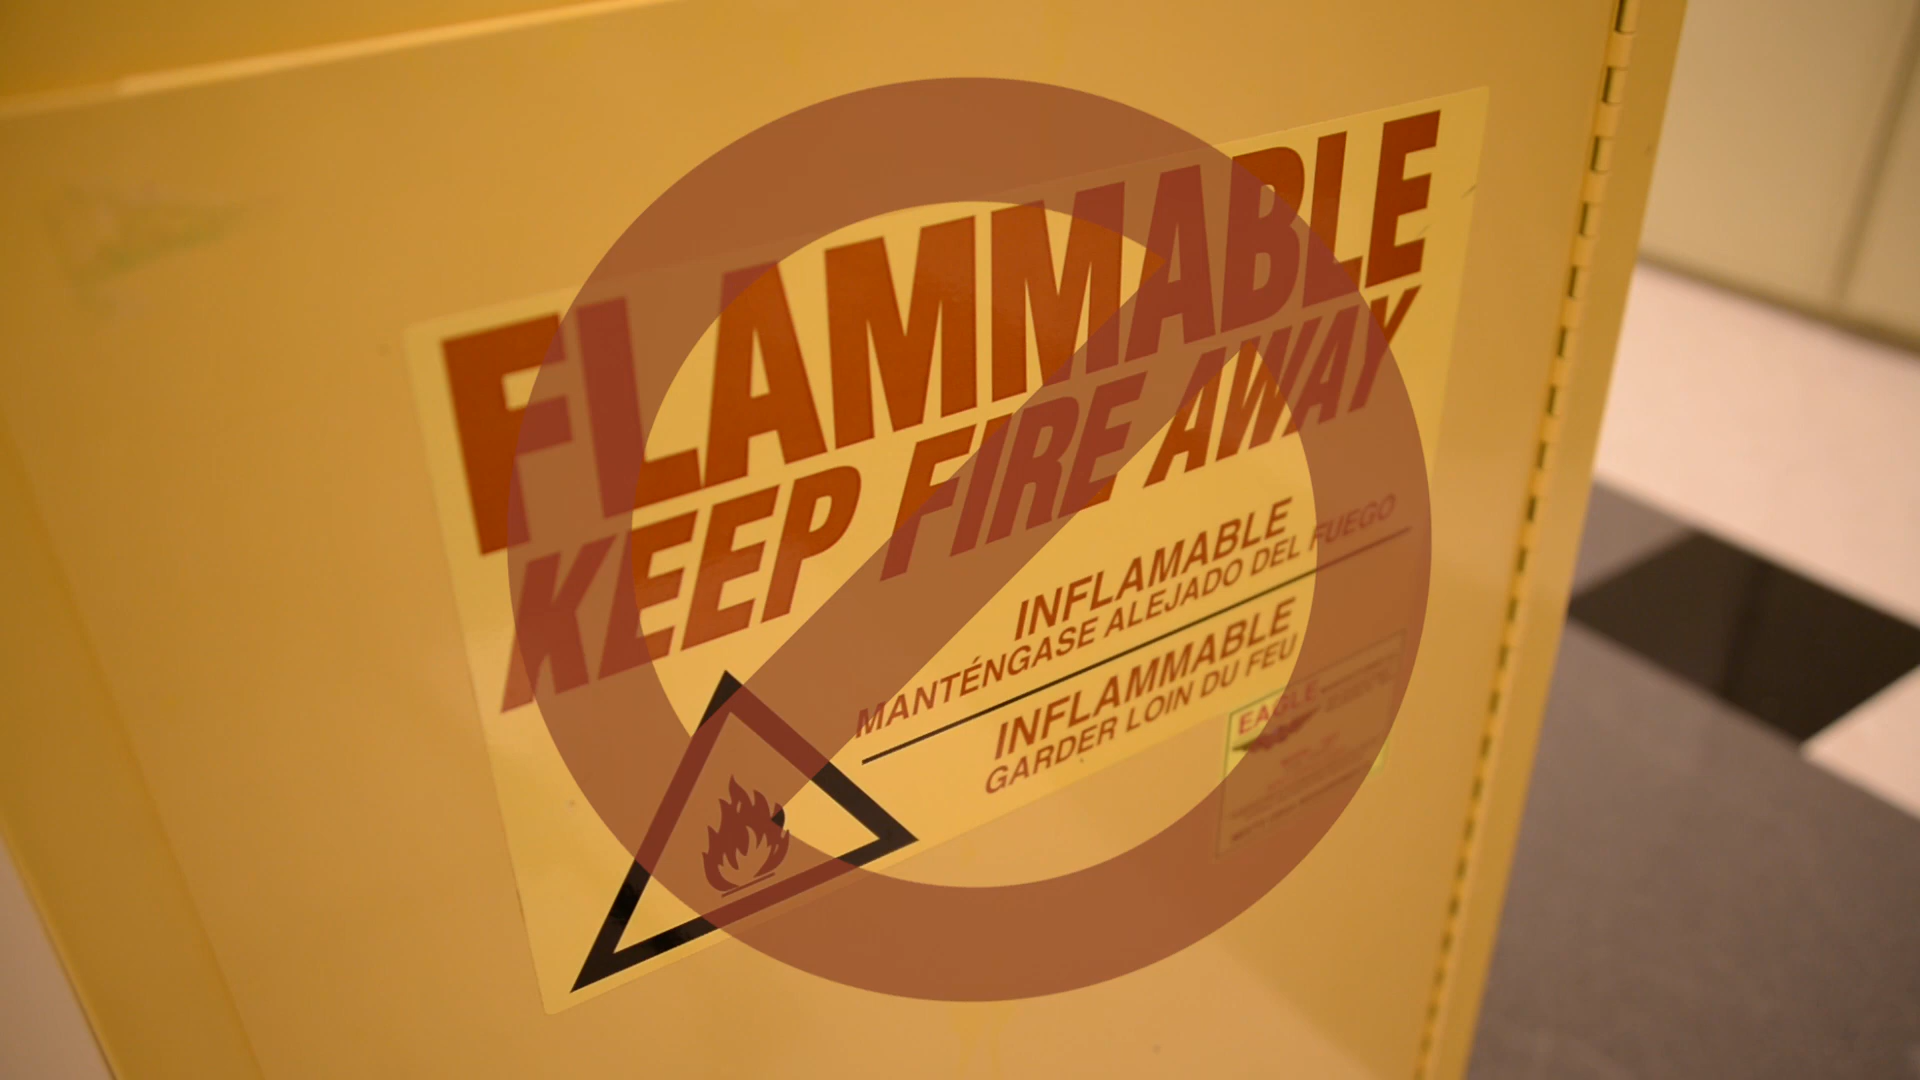 FLAMMABLE
KEEP FIRE AWAY
INFLAMABLE
MANTÉNGASE ALEJADO DEL FUEGO
INFLAMMABLE
GARDER LOIN DU FEU
EAGLE